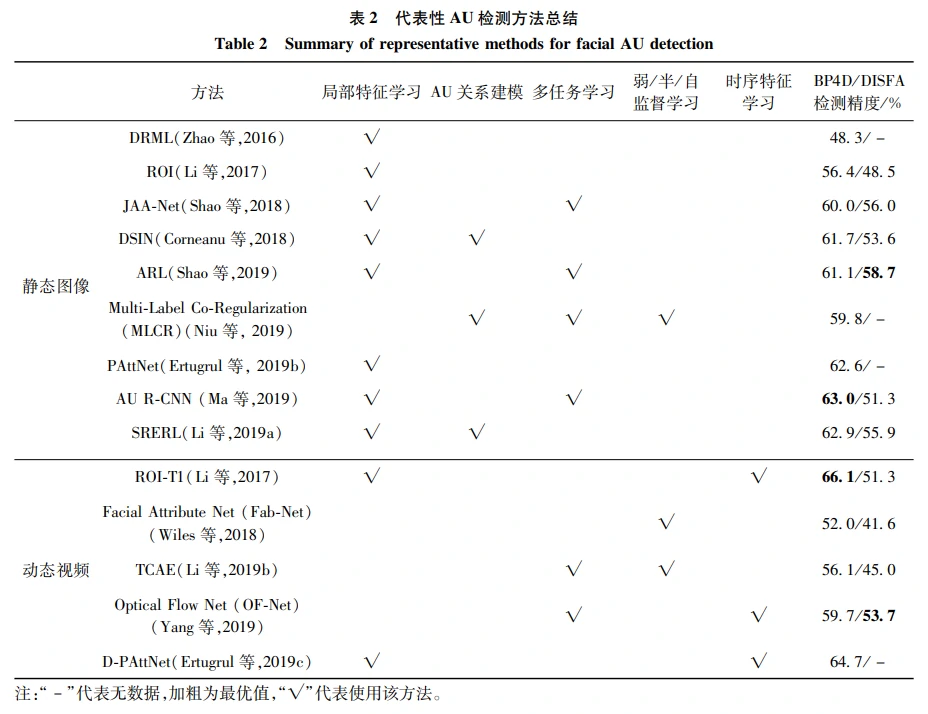 表 2 代表性 AU 检测方法总结
Table 2 Summary of representative methods for facial AU detection
方法 局部特征学习 AU 关系建模 多任务学习 弱/半/自监督学习 时序特征学习 BP4D/DISFA 检测精度/%
静态图像
DRML(Zhao 等,2016) √ 48.3/ -
ROI(Li 等,2017) √ 56.4/48.5
JAA-Net(Shao 等,2018) √ √ 60.0/56.0
DSIN(Corneanu 等,2018) √ √ 61.7/53.6
ARL(Shao 等,2019) √ √ 61.1/58.7
Multi-Label Co-Regularization
(MLCR)(Niu 等, 2019) √ √ √ 59.8/ -
PAttNet(Ertugrul 等, 2019b) √ 62.6/ -
AU R-CNN (Ma 等,2019) √ √ 63.0/51.3
SRERL(Li 等,2019a) √ √ 62.9/55.9
动态视频
ROI-T1(Li 等,2017) √ √ 66.1/51.3
Facial Attribute Net (Fab-Net)
(Wiles 等,2018) √ 52.0/41.6
TCAE(Li 等,2019b) √ √ 56.1/45.0
Optical Flow Net (OF-Net)
(Yang 等,2019) √ √ 59.7/53.7
D-PAttNet(Ertugrul 等,2019c) √ √ 64.7/ -
注:“ - ”代表无数据,加粗为最优值,“√”代表使用该方法。